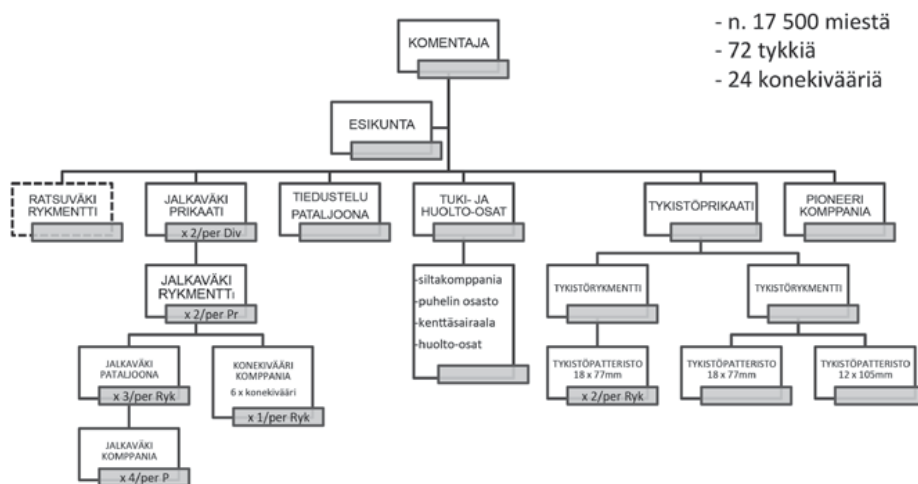 - n. 17 500 miestä
- 72 tykkiä
- 24 konekivääriä
KOMENTAJA
ESIKUNTA
RATSUVÄKI
RYKMENTTI
JALKAVÄKI
PRIKAATI
x 2/per Div
TIEDUSTELU
PATALJOONA
TUKI- JA
HUOLTO-OSAT
TYKISTÖPRIKAATI
PIONEERI
KOMPPANIA
JALKAVÄKI
RYKMENTTI
x 2/per Pr
-siltakomppania
-puhelin osasto
-kenttäsairaala
-huolto-osat
TYKISTÖRYKMENTTI
TYKISTÖRYKMENTTI
JALKAVÄKI
PATALJOONA
x 3/per Ryk
KONEKIVÄÄRI
KOMPPANIA
6 x konekivääri
x 1/per Ryk
TYKISTÖPATTERISTO
18 x 77mm
x 2/per Ryk
TYKISTÖPATTERISTO
18 x 77mm
TYKISTÖPATTERISTO
12 x 105mm
JALKAVÄKI
KOMPPANIA
x 4/per P